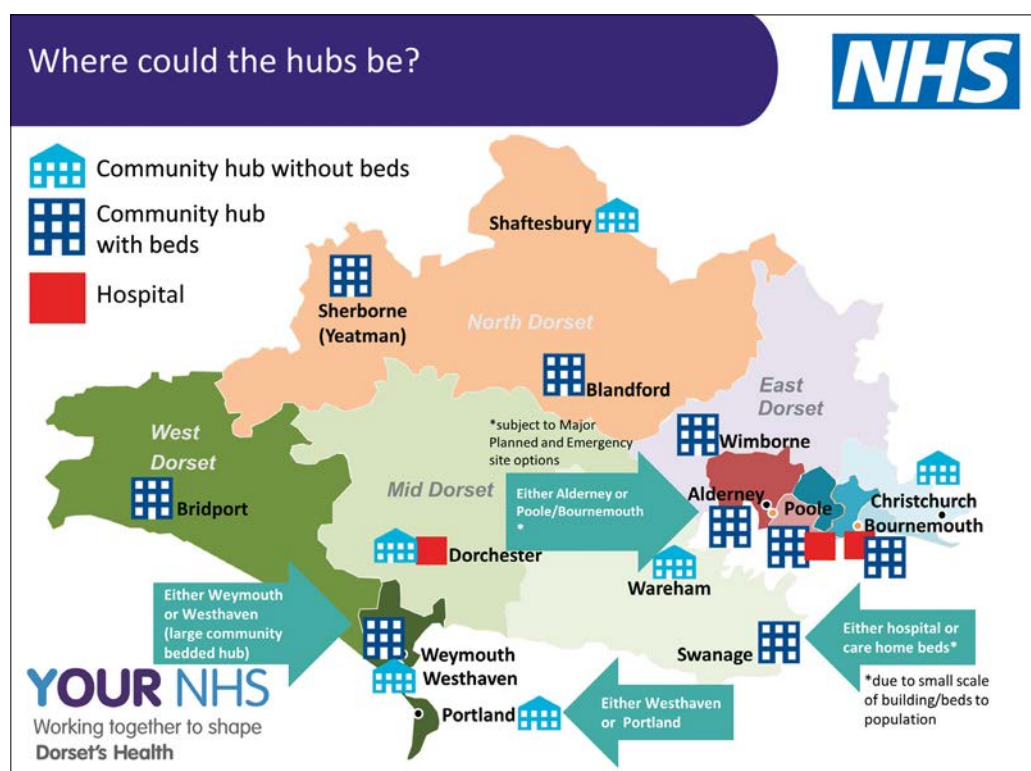 Where could the hubs be?
NHS
Community hub without beds
Community hub
with beds
Hospital
Shaftesbury
Sherborne
(Yeatman)
North Dorset
Blandford
East
Dorset
*subject to Major
Planned and Emergency
site options
Wimborne
West
Dorset
Bridport
Mid Dorset
Either Alderney or
Poole/Bournemouth
*
Alderney
Poole
Christchurch
Bournemouth
Dorchester
Wareham
Either Weymouth
or Westhaven
(large community
bedded hub)
Weymouth
Westhaven
Swanage
Either hospital or
care home beds*
*due to small scale
of building/beds to
population
Portland
Either Westhaven
or Portland
YOUR NHS
Working together to shape
Dorset's Health